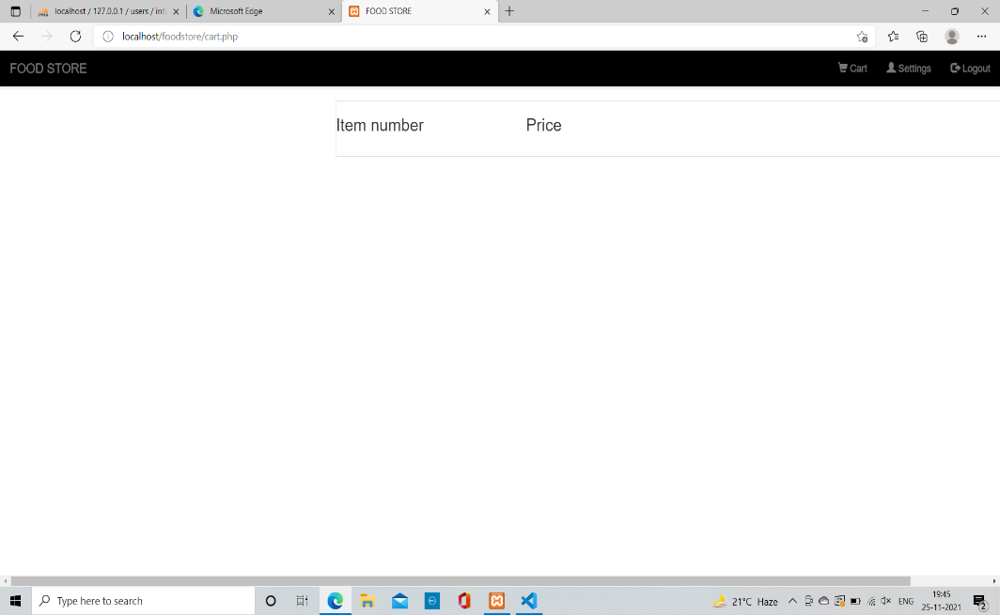 localhost / 127.0.0.1 / users / info
Microsoft Edge
FOOD STORE
localhost/foodstore/cart.php
FOOD STORE
Cart
Settings
Logout
Item number
Price
Type here to search
21°C Haze
ENG
19:45
25-11-2021
2